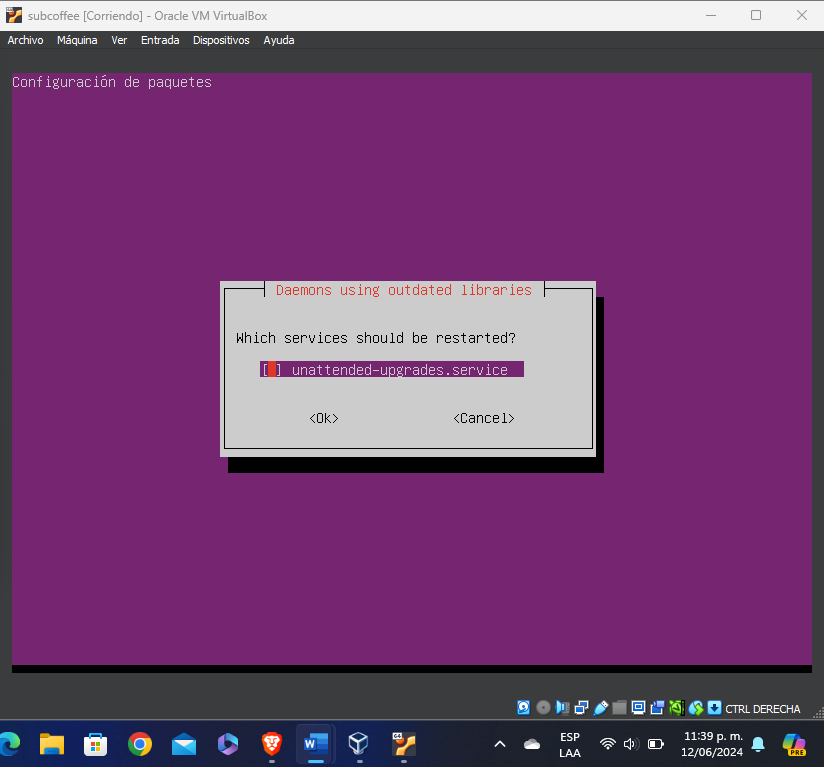 subcoffee [Corriendo] - Oracle VM VirtualBox
Archivo Máquina Ver Entrada Dispositivos Ayuda
Configuración de paquetes
Daemons using outdated libraries
Which services should be restarted?
[ ] unattended-upgrades.service
<Ok> <Cancel>
CTRL DERECHA
ESP
LAA
11:39 p. m.
12/06/2024
W
64
PRE